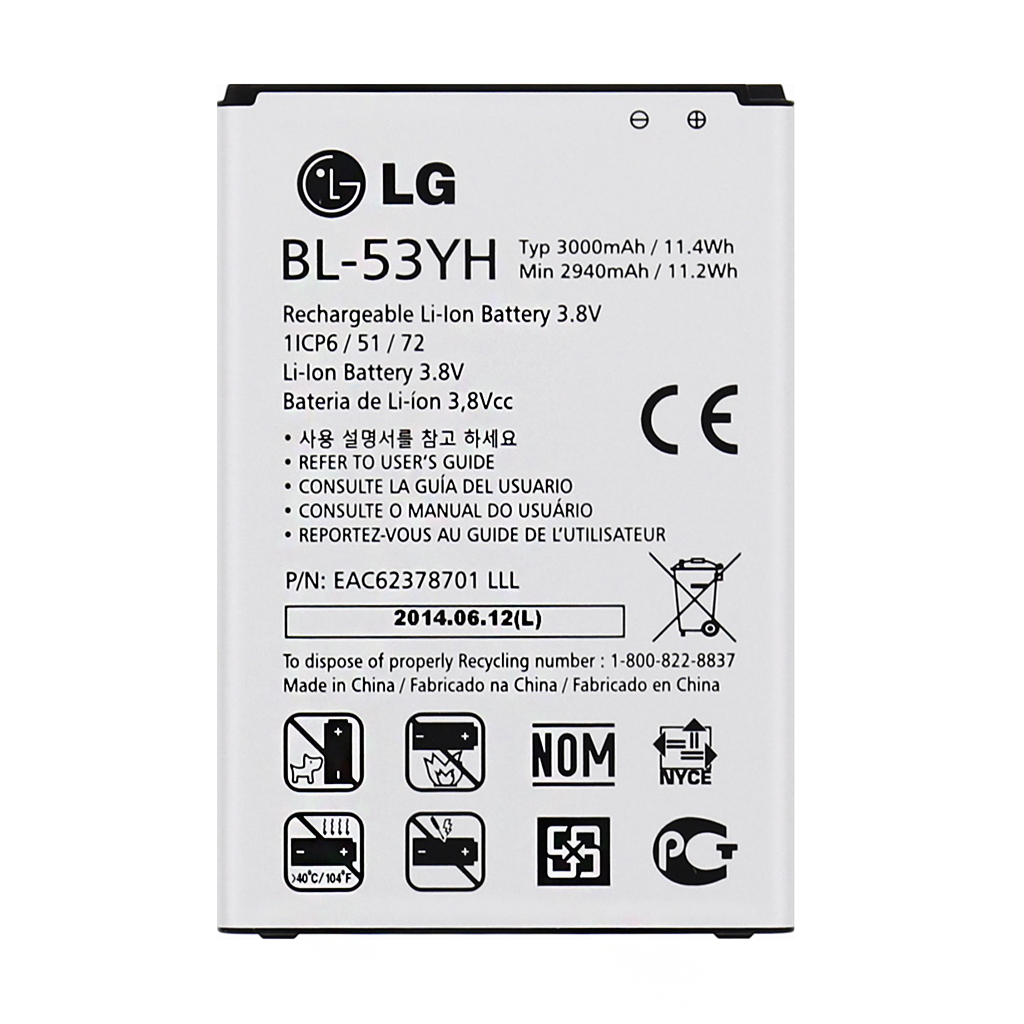 LG
BL-53YH
Typ 3000mAh / 11.4Wh
Min 2940mAh / 11.2Wh
Rechargeable Li-Ion Battery 3.8V
1ICP6 / 51 / 72
Li-Ion Battery 3.8V
Bateria de Li-íon 3,8Vcc
CE
• 사용 설명서를 참고 하세요
• REFER TO USER'S GUIDE
• CONSULTE LA GUÍA DEL USUARIO
• CONSULTE O MANUAL DO USUÁRIO
• REPORTEZ-VOUS AU GUIDE DE L'UTILISATEUR
P/N: EAC62378701 LLL
2014.06.12(L)
To dispose of properly Recycling number : 1-800-822-8837
Made in China / Fabricado na China / Fabricado en China
NOM
NYCE
>40°C/104°F
PCT